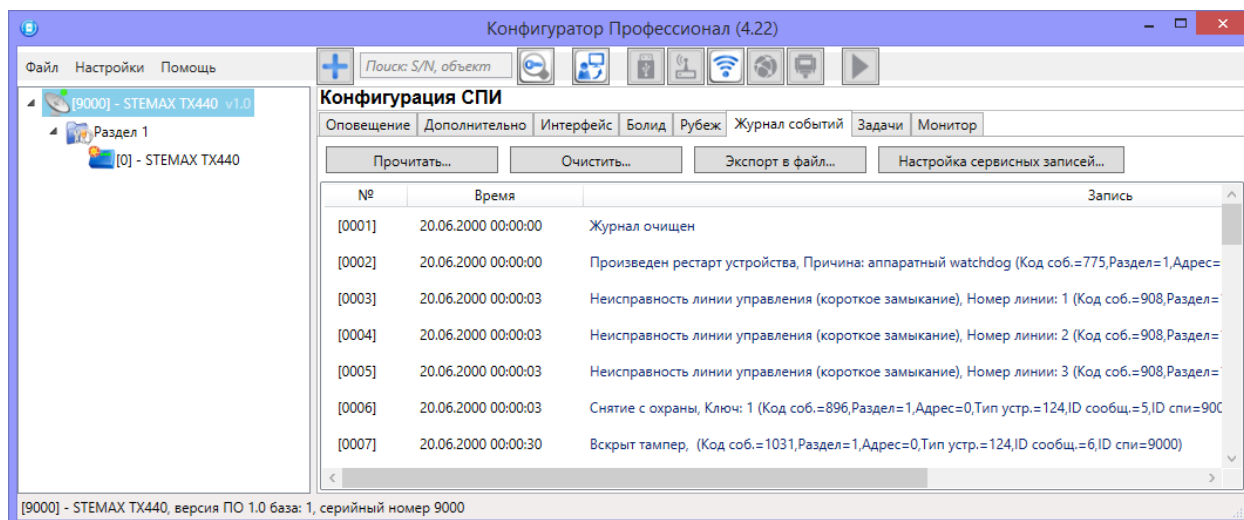 Конфигуратор Профессионал (4.22)
Файл Настройки Помощь
Поиск: S/N, объект
[9000] - STEMAX TX440 v1.0
Раздел 1
[0] - STEMAX TX440
Конфигурация СПИ
Оповещение Дополнительно Интерфейс Болид Рубеж Журнал событий Задачи Монитор
Прочитать... Очистить... Экспорт в файл... Настройка сервисных записей...
№ Время Запись
[0001] 20.06.2000 00:00:00 Журнал очищен
[0002] 20.06.2000 00:00:00 Произведен рестарт устройства, Причина: аппаратный watchdog (Код соб.=775,Раздел=1,Адрес=
[0003] 20.06.2000 00:00:03 Неисправность линии управления (короткое замыкание), Номер линии: 1 (Код соб.=908,Раздел=
[0004] 20.06.2000 00:00:03 Неисправность линии управления (короткое замыкание), Номер линии: 2 (Код соб.=908,Раздел=
[0005] 20.06.2000 00:00:03 Неисправность линии управления (короткое замыкание), Номер линии: 3 (Код соб.=908,Раздел=
[0006] 20.06.2000 00:00:03 Снятие с охраны, Ключ: 1 (Код соб.=896,Раздел=1,Адрес=0,Тип устр.=124,ID сообщ.=5,ID спи=900
[0007] 20.06.2000 00:00:30 Вскрыт тампер, (Код соб.=1031,Раздел=1,Адрес=0,Тип устр.=124,ID сообщ.=6,ID спи=9000)
[9000] - STEMAX TX440, версия ПО 1.0 база: 1, серийный номер 9000